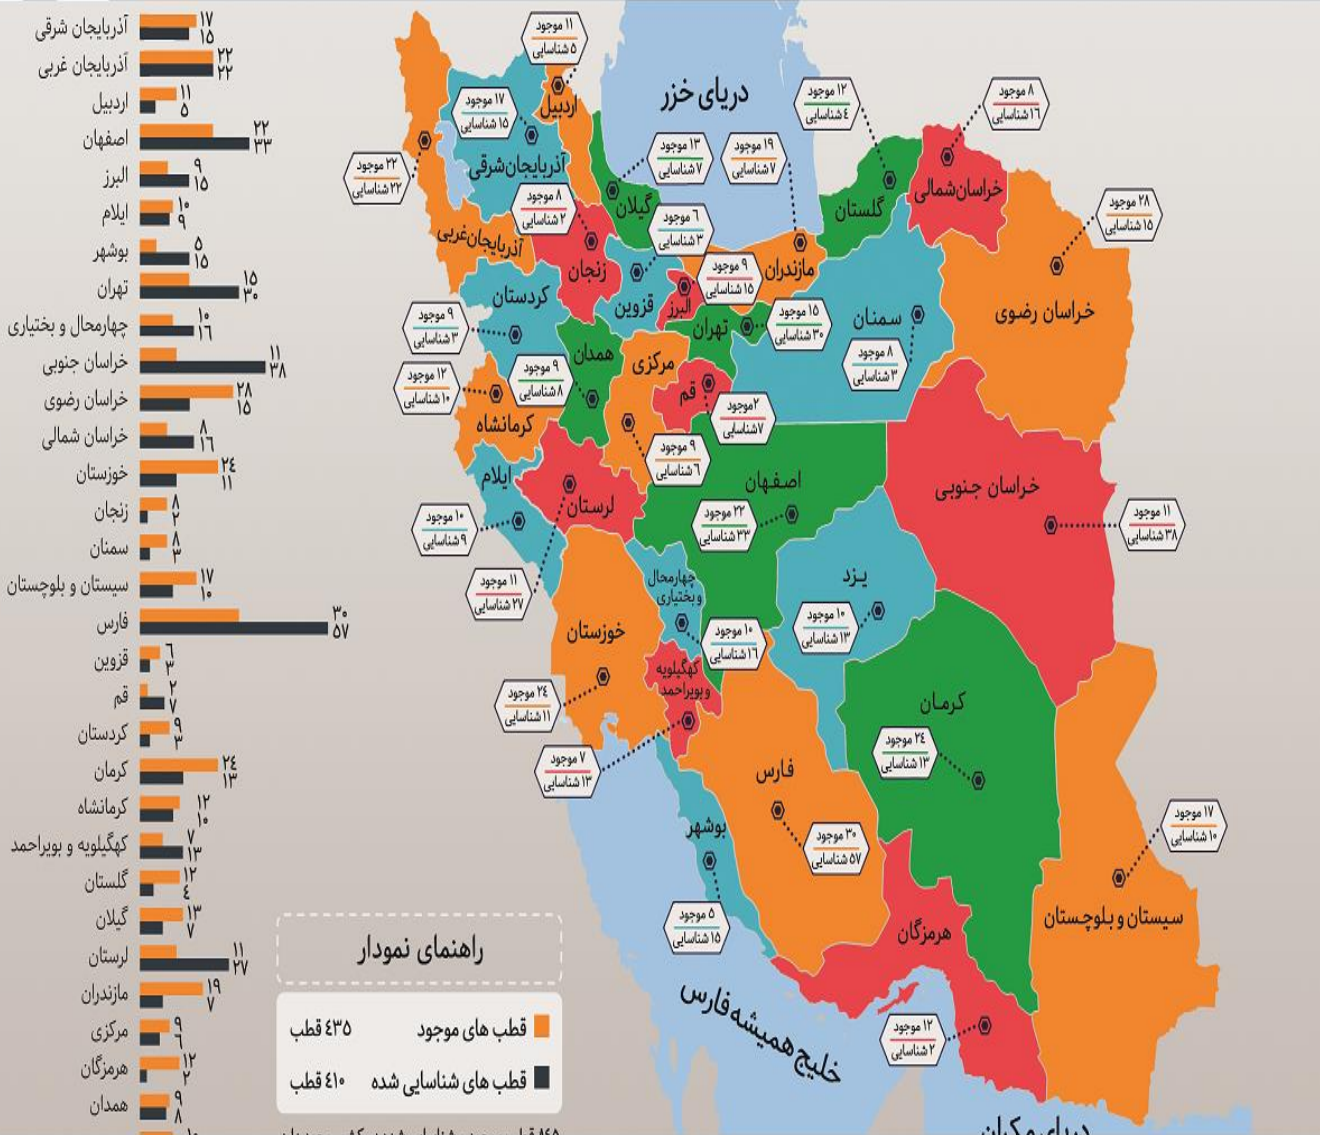 آذربایجان شرقی
۱۷
۱۵
آذربایجان غربی
۲۲
۲۲
اردبیل
۱۱
۵
اصفهان
۲۲
۳۳
البرز
۹
۱۵
ایلام
۱۰
۹
بوشهر
۵
۱۵
تهران
۱۵
۳۰
چهارمحال و بختیاری
۱۰
۱۶
خراسان جنوبی
۱۱
۳۸
خراسان رضوی
۲۸
۱۵
خراسان شمالی
۸
۱۶
خوزستان
۲٤
۱۱
زنجان
۸
۲
سمنان
۸
۳
سیستان و بلوچستان
۱۷
۱۰
فارس
۳۰
۵۷
قزوین
۶
۳
قم
۲
۷
کردستان
۹
۳
کرمان
۲٤
۱۳
کرمانشاه
۱۲
۱۰
کهگیلویه و بویراحمد
۷
۱۳
گلستان
۱۲
٤
گیلان
۱۳
۷
لرستان
۱۱
۲۷
مازندران
۱۹
۷
مرکزی
۹
۶
هرمزگان
۱۲
۲
همدان
۹
۸
۱۰
۱۱ موجود
۵ شناسایی
اردبیل
دریای خزر
۱۷ موجود
۱۵ شناسایی
آذربایجان‌شرقی
۱۲ موجود
٤ شناسایی
۸ موجود
۱۶ شناسایی
۲۲ موجود
۲۲ شناسایی
۱۳ موجود
۷ شناسایی
۱۹ موجود
۷ شناسایی
گیلان
گلستان
خراسان‌شمالی
۸ موجود
۲ شناسایی
۶ موجود
۳ شناسایی
۲۸ موجود
۱۵ شناسایی
آذربایجان‌غربی
زنجان
قزوین
۹ موجود
۱۵ شناسایی
البرز
مازندران
کردستان
۹ موجود
۳ شناسایی
تهران
۱۵ موجود
۳۰ شناسایی
سمنان
۸ موجود
۳ شناسایی
خراسان رضوی
همدان
۹ موجود
۸ شناسایی
مرکزی
قم
۱۲ موجود
۱۰ شناسایی
کرمانشاه
۲ موجود
۷ شناسایی
۹ موجود
۶ شناسایی
ایلام
لرستان
اصفهان
۲۲ موجود
۳۳ شناسایی
خراسان جنوبی
۱۱ موجود
۳۸ شناسایی
۱۰ موجود
۹ شناسایی
۱۱ موجود
۲۷ شناسایی
چهارمحال
و بختیاری
یزد
۱۰ موجود
۱۳ شناسایی
خوزستان
۱۰ موجود
۱۶ شناسایی
کهگیلویه
و بویراحمد
۲٤ موجود
۱۱ شناسایی
کرمان
۲٤ موجود
۱۳ شناسایی
۷ موجود
۱۳ شناسایی
فارس
بوشهر
۳۰ موجود
۵۷ شناسایی
۱۷ موجود
۱۰ شناسایی
سیستان و بلوچستان
۵ موجود
۱۵ شناسایی
هرمزگان
خلیج همیشه فارس
۱۲ موجود
۲ شناسایی
دریای مکران
راهنمای نمودار
قطب های موجود ٤۳۵ قطب
قطب های شناسایی شده ٤۱۰ قطب